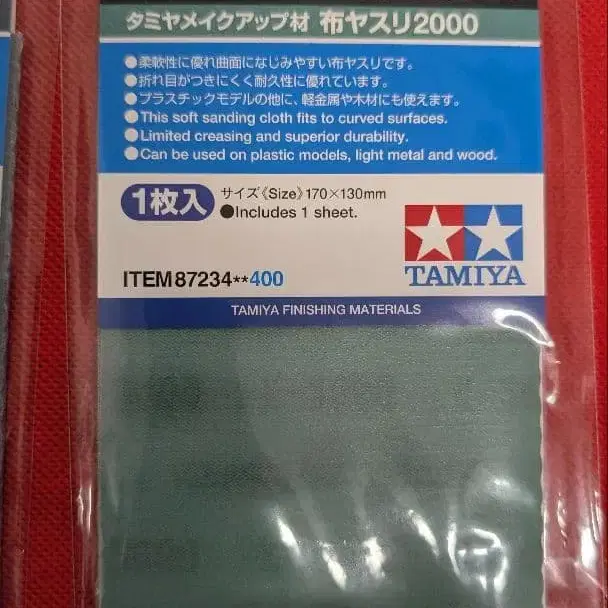 タミヤメイクアップ材 布ヤスリ2000
●柔軟性に優れ曲面になじみやすい布ヤスリです。
●折れ目がつきにくく耐久性に優れています。
●プラスチックモデルの他に、軽金属や木材にも使えます。
●This soft sanding cloth fits to curved surfaces.
●Limited creasing and superior durability.
●Can be used on plastic models, light metal and wood.
1枚入
サイズ《Size》170×130mm
●Includes 1 sheet.
ITEM 87234**400
TAMIYA
TAMIYA FINISHING MATERIALS